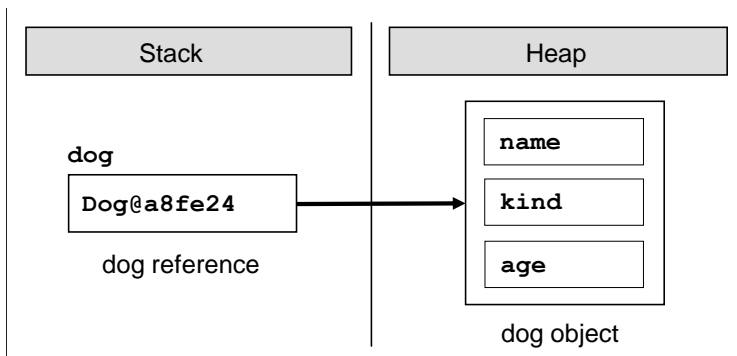 Stack
Heap
dog
Dog@a8fe24
dog reference
name
kind
age
dog object